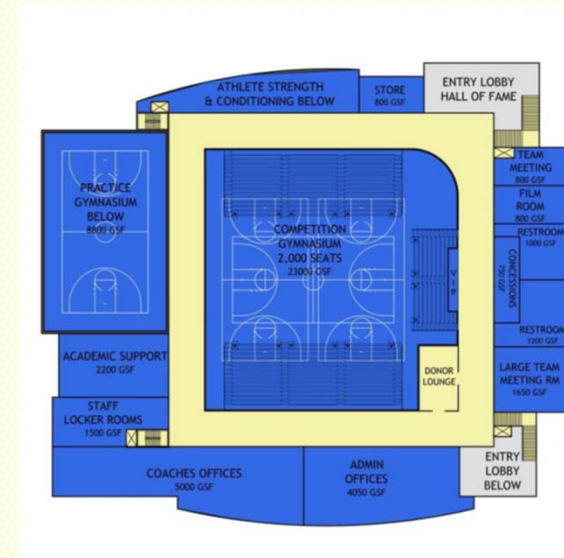 ATHLETE STRENGTH
& CONDITIONING BELOW
STORE
800 GSF
ENTRY LOBBY
HALL OF FAME
TEAM
MEETING
800 GSF
FILM
ROOM
800 GSF
RESTROOM
1000 GSF
CONCESSIONS
750 GSF
RESTROOM
1200 GSF
LARGE TEAM
MEETING RM
1650 GSF
PRACTICE
GYMNASIUM
BELOW
8800 GSF
COMPETITION
GYMNASIUM
2,000 SEATS
23000 GSF
VIP
DONOR
LOUNGE
ACADEMIC SUPPORT
2200 GSF
STAFF
LOCKER ROOMS
1500 GSF
COACHES OFFICES
5000 GSF
ADMIN
OFFICES
4050 GSF
ENTRY
LOBBY
BELOW